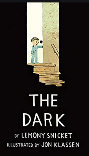 THE
DARK
BY LEMONY SNICKET
ILLUSTRATED BY JON KLASSEN